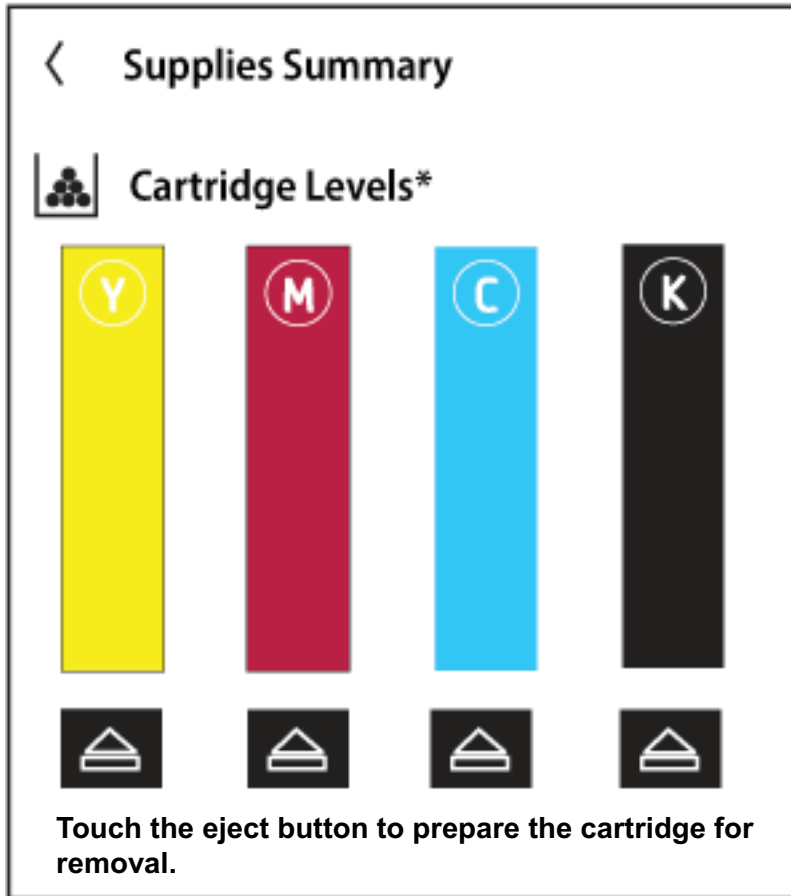 Supplies Summary
Cartridge Levels*
Y M C K
Touch the eject button to prepare the cartridge for
removal.